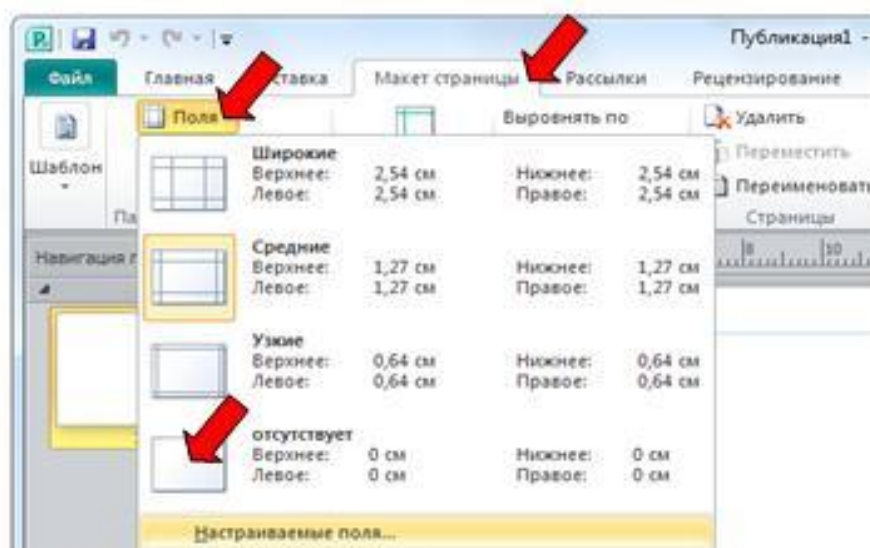 Публикация1 -
Файл Главная ставка Макет страницы Рассылки Рецензирование
Поля
Выровнять по
Удалить
Переместить
Переименовать
Шаблон
Страницы
Навигация п
8 10
Широкие
Верхнее: 2,54 см Нижнее: 2,54 см
Левое: 2,54 см Правое: 2,54 см
Средние
Верхнее: 1,27 см Нижнее: 1,27 см
Левое: 1,27 см Правое: 1,27 см
Узкие
Верхнее: 0,64 см Нижнее: 0,64 см
Левое: 0,64 см Правое: 0,64 см
отсутствует
Верхнее: 0 см Нижнее: 0 см
Левое: 0 см Правое: 0 см
Настраиваемые поля...